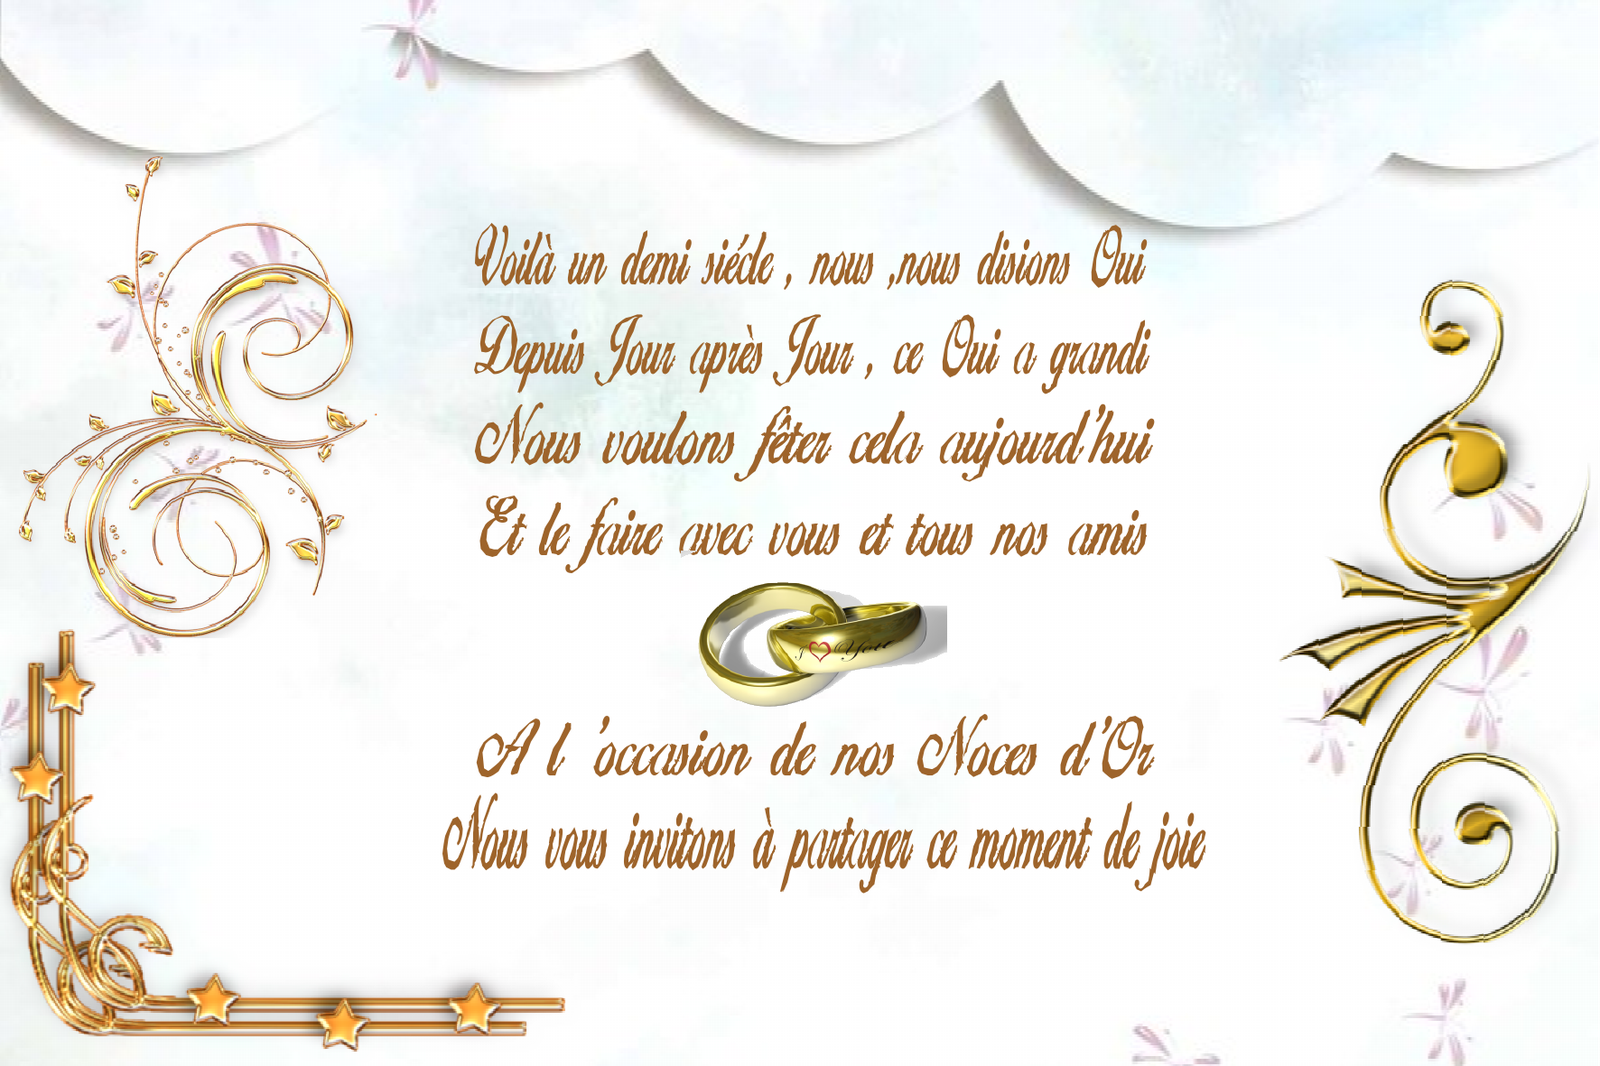 Voilà un demi siécle , nous ,nous disions Oui
Depuis Jour après Jour , ce Oui a grandi
Nous voulons fêter cela aujourd'hui
Et le faire avec vous et tous nos amis
I ♥ You
A l 'occasion de nos Noces d'Or
Nous vous invitons à partager ce moment de joie